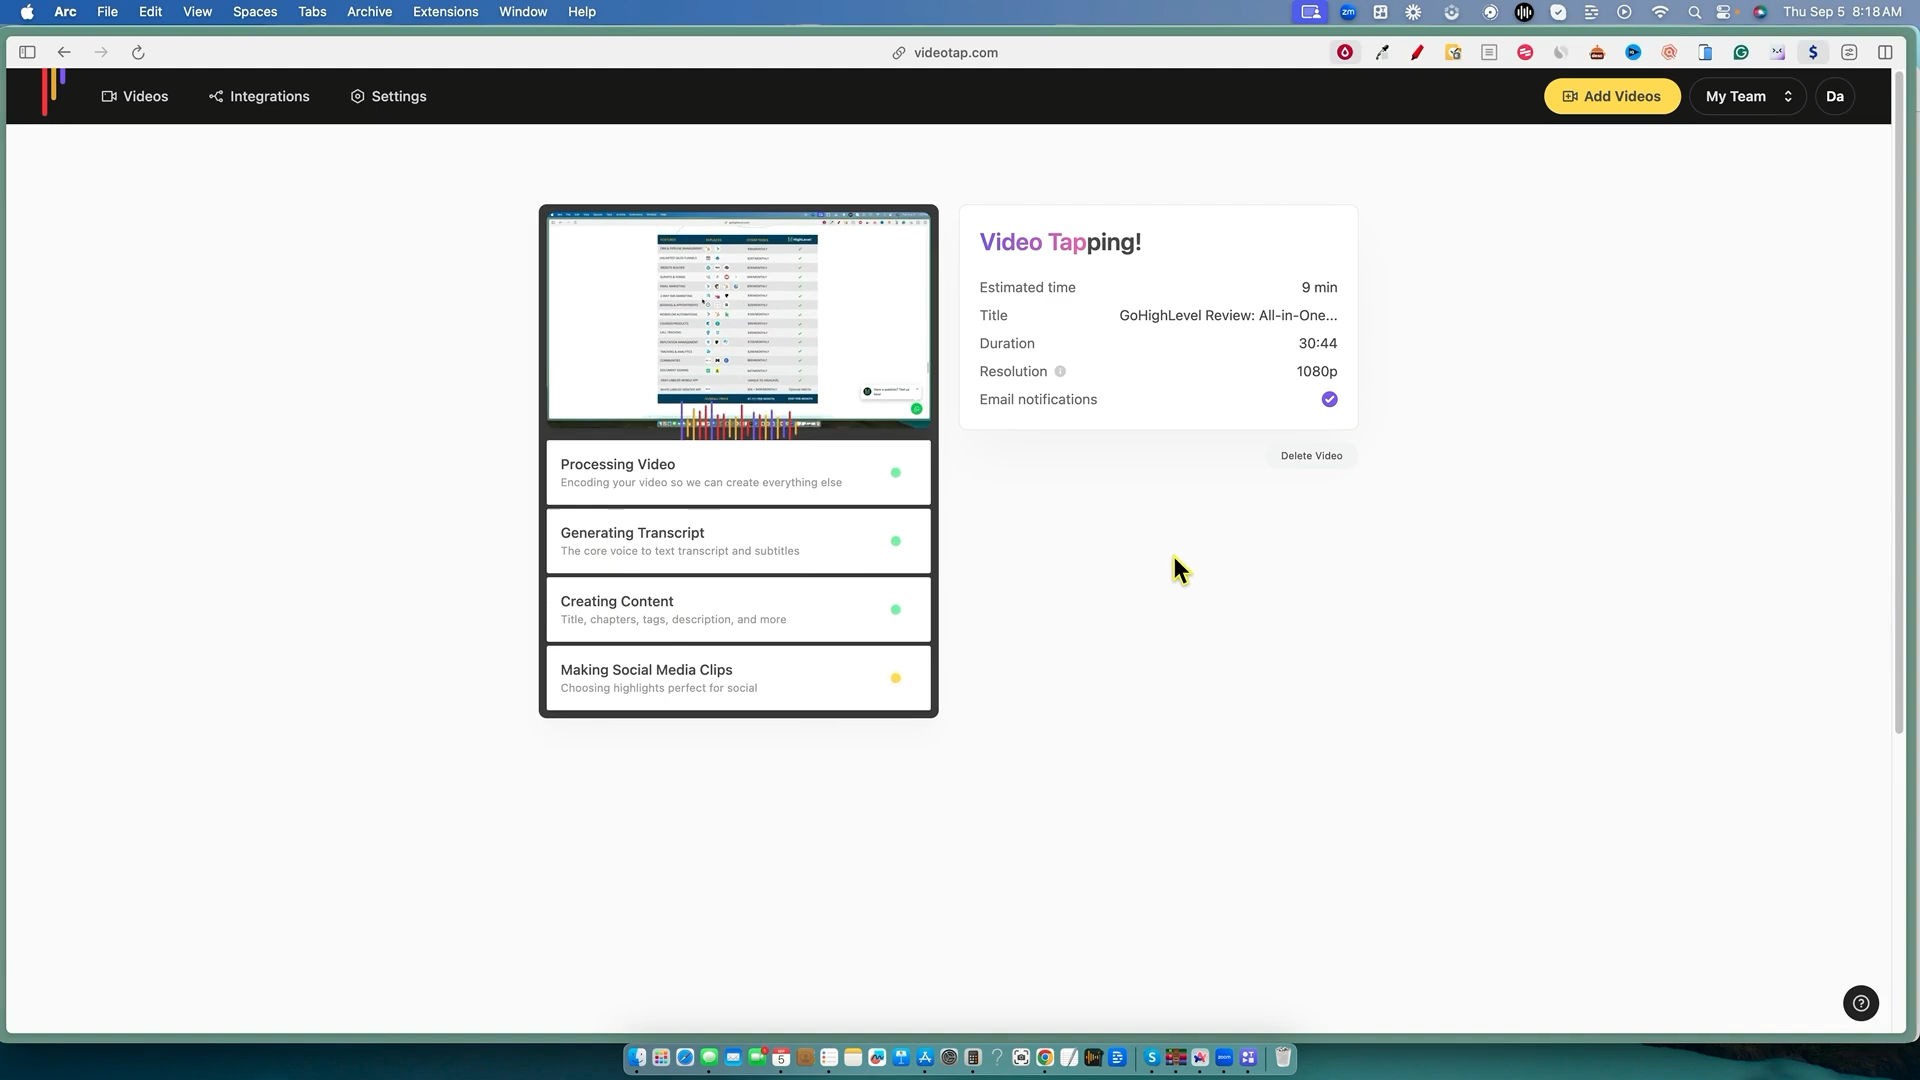 Arc File Edit View Spaces Tabs Archive Extensions Window Help
zm
Thu Sep 5 8:18 AM
videotap.com
Videos Integrations Settings
Add Videos My Team Da
Video Tapping!
Estimated time 9 min
Title GoHighLevel Review: All-in-One...
Duration 30:44
Resolution 1080p
Email notifications
Delete Video
Processing Video
Encoding your video so we can create everything else
Generating Transcript
The core voice to text transcript and subtitles
Creating Content
Title, chapters, tags, description, and more
Making Social Media Clips
Choosing highlights perfect for social